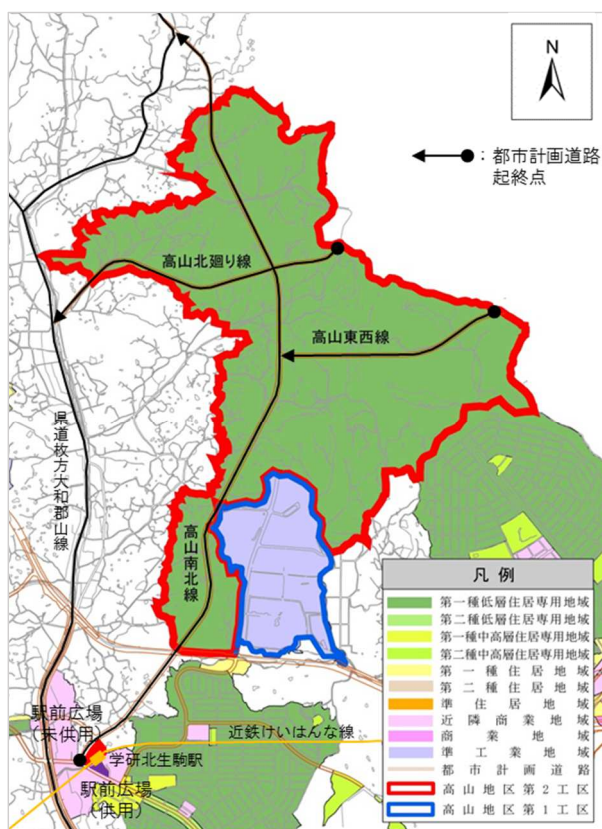 N
：都市計画道路
起終点
高山北廻り線
高山東西線
県道枚方大和郡山線
高山南北線
駅前広場
（未供用）
学研北生駒駅
駅前広場
（供用）
近鉄けいはんな線
凡例
第一種低層住居専用地域
第二種低層住居専用地域
第一種中高層住居専用地域
第二種中高層住居専用地域
第一種住居地域
第二種住居地域
準住居地域
近隣商業地域
商業地域
準工業地域
都市計画道路
高山地区第２工区
高山地区第１工区